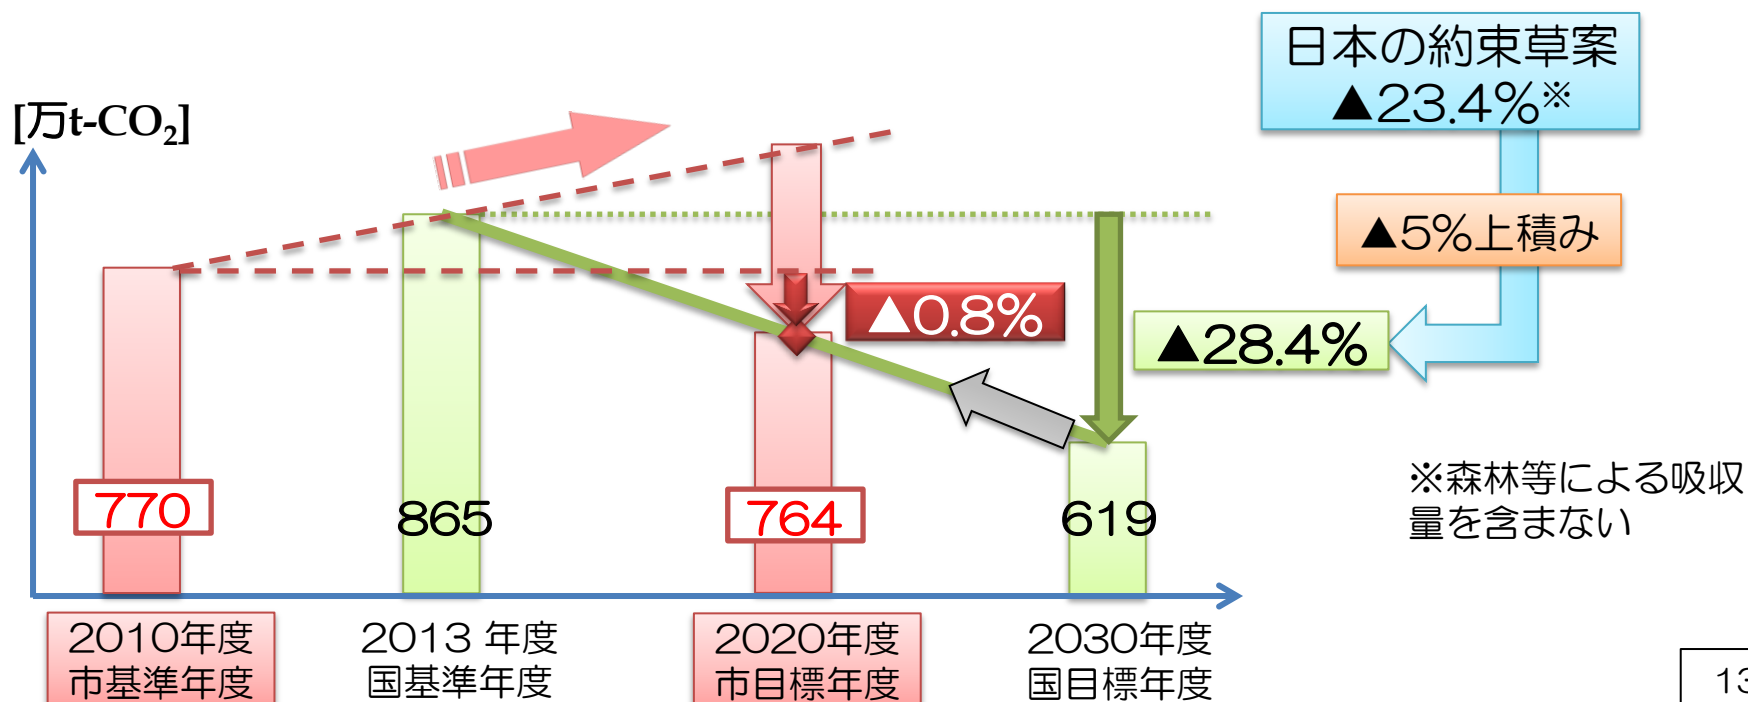 日本の約束草案
▲23.4%※
[万t-CO₂]
▲5%上積み
▲0.8%
▲28.4%
※森林等による吸収
量を含まない
770
865
764
619
2010年度
市基準年度
2013 年度
国基準年度
2020年度
市目標年度
2030年度
国目標年度
13